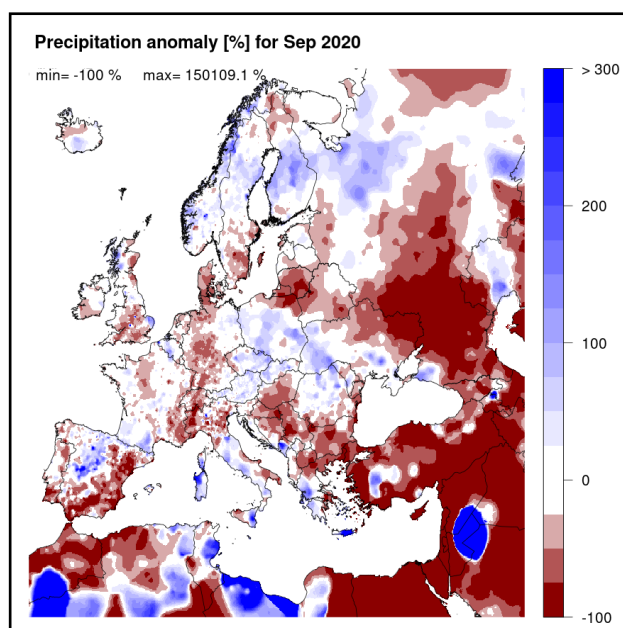 Precipitation anomaly [%] for Sep 2020
min= -100 % max= 150109.1 %
> 300
200
100
0
-100